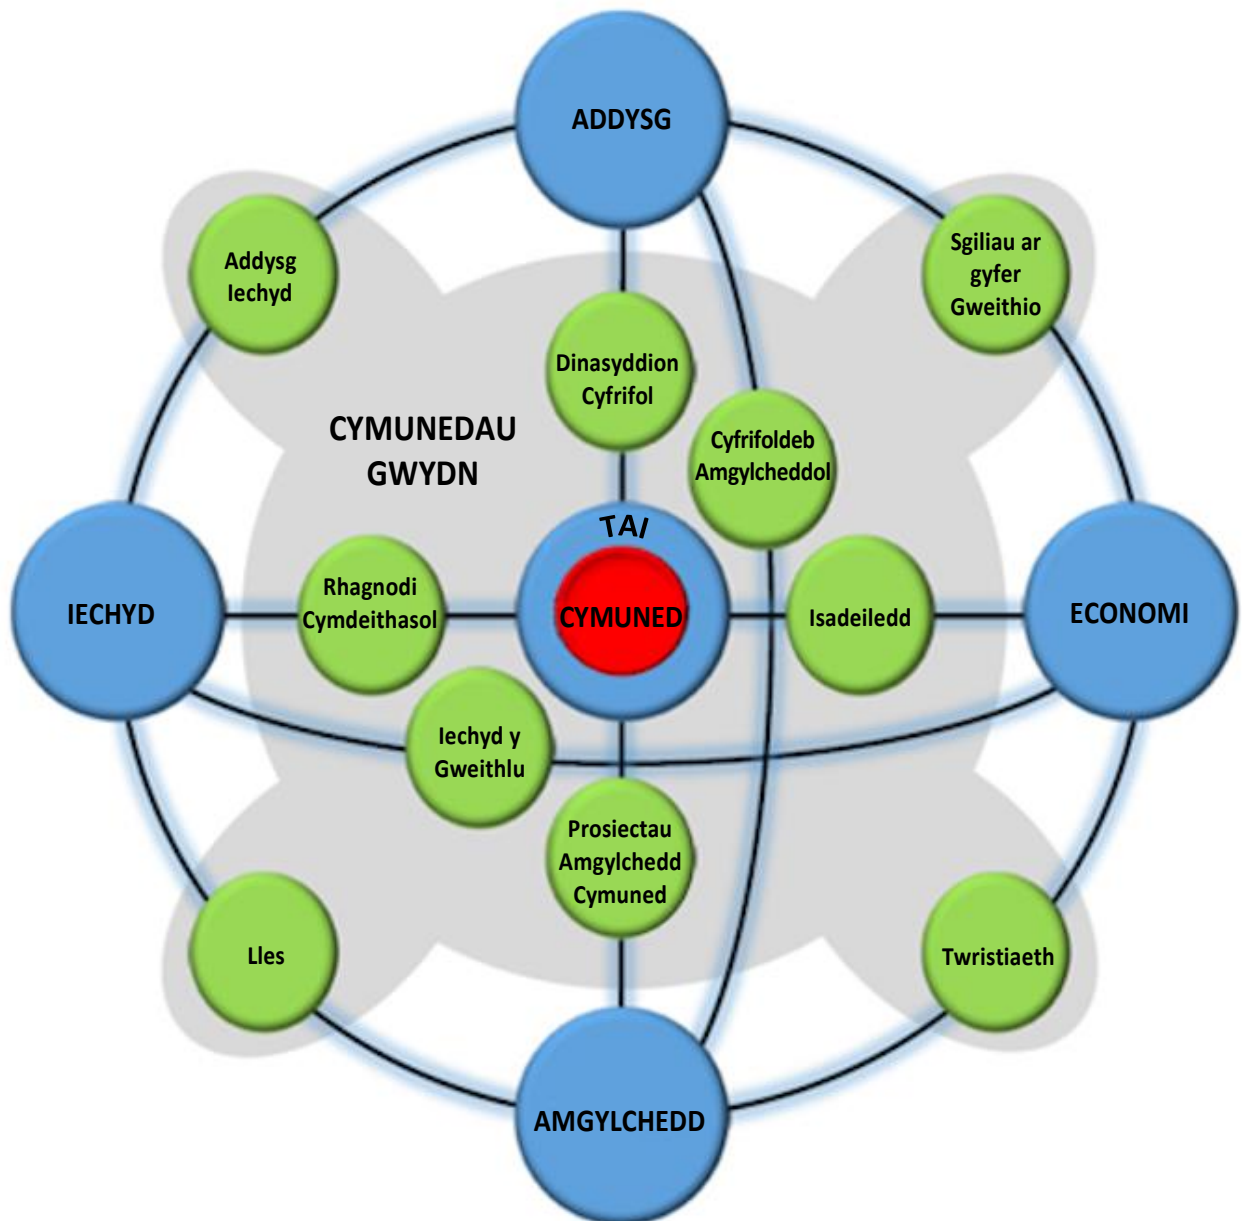 ADDYSG
Addysg
Iechyd
Sgiliau ar
gyfer
Gweithio
Dinasyddion
Cyfrifol
CYMUNEDAU
GWYDN
Cyfrifoldeb
Amgylcheddol
TAI
CYMUNED
IECHYD
Rhagnodi
Cymdeithasol
Isadeiledd
ECONOMI
Iechyd y
Gweithlu
Prosiectau
Amgylchedd
Cymuned
Lles
Twristiaeth
AMGYLCHEDD